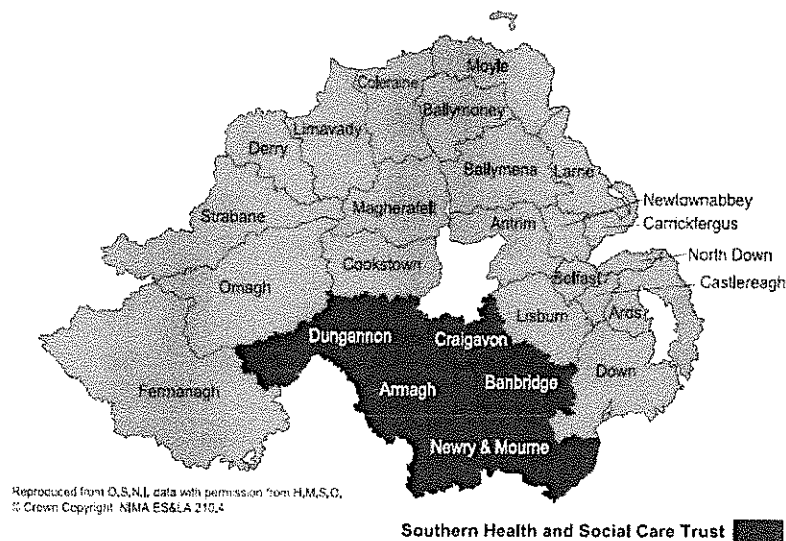 Moyle
Coleraine
Ballymoney
Limavady
Derry
Ballymena
Larne
Strabane
Magherafelt
Newtownabbey
Antrim
Carrickfergus
Cookstown
North Down
Omagh
Belfast
Castlereagh
Lisburn
Ards
Dungannon
Craigavon
Down
Fermanagh
Armagh
Banbridge
Newry & Mourne
Reproduced from O.S.N.I. data with permission from H.M.S.O.
© Crown Copyright NIMA ES&LA 210.4
Southern Health and Social Care Trust